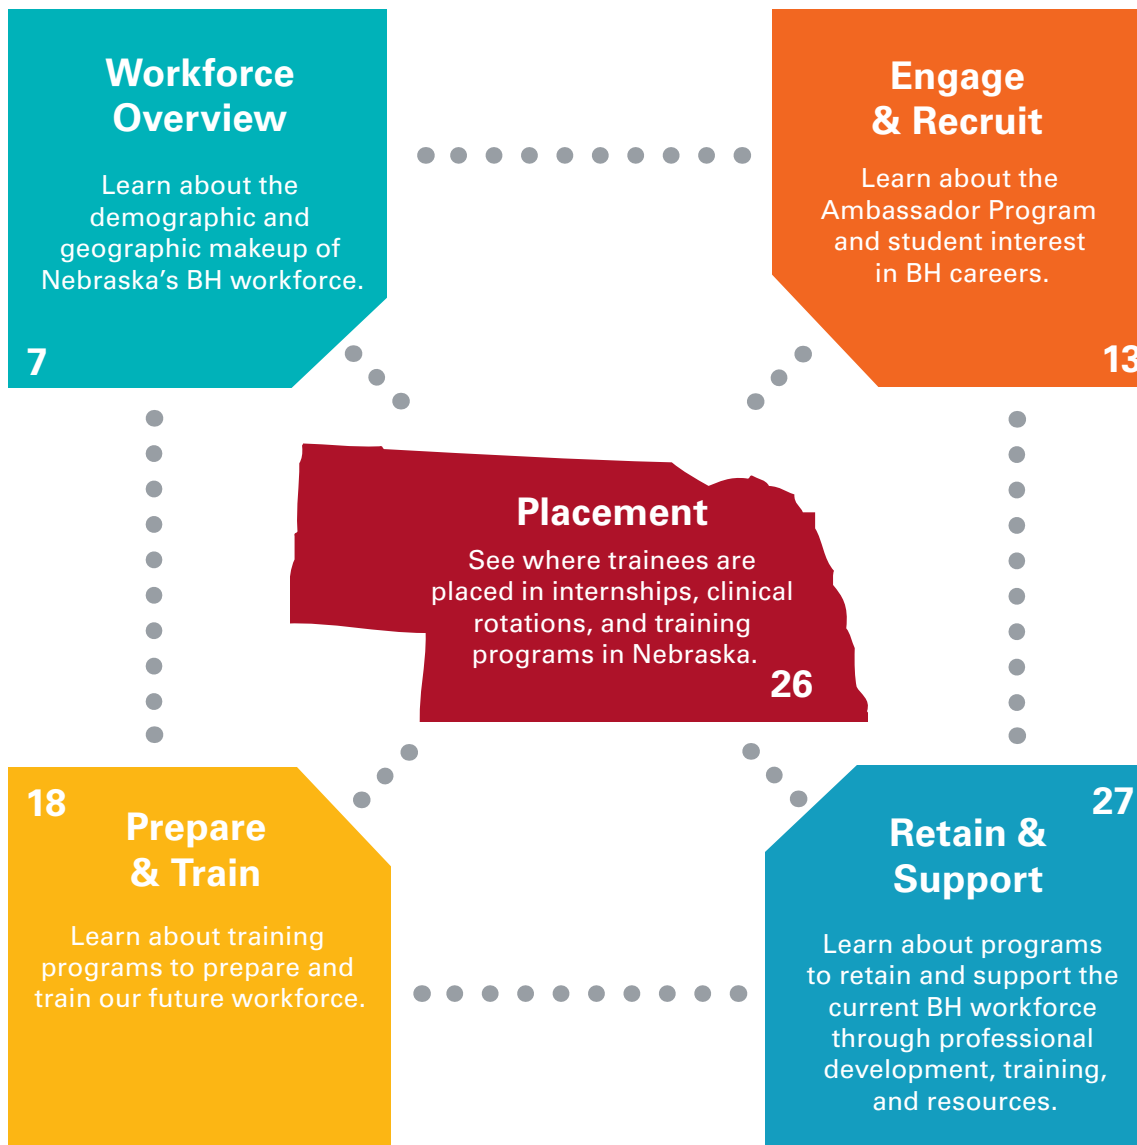 Workforce
Overview
Learn about the
demographic and
geographic makeup of
Nebraska's BH workforce.
7
Engage
& Recruit
Learn about the
Ambassador Program
and student interest
in BH careers.
13
Placement
See where trainees are
placed in internships, clinical
rotations, and training
programs in Nebraska.
26
18
Prepare
& Train
Learn about training
programs to prepare and
train our future workforce.
27
Retain &
Support
Learn about programs
to retain and support the
current BH workforce
through professional
development, training,
and resources.